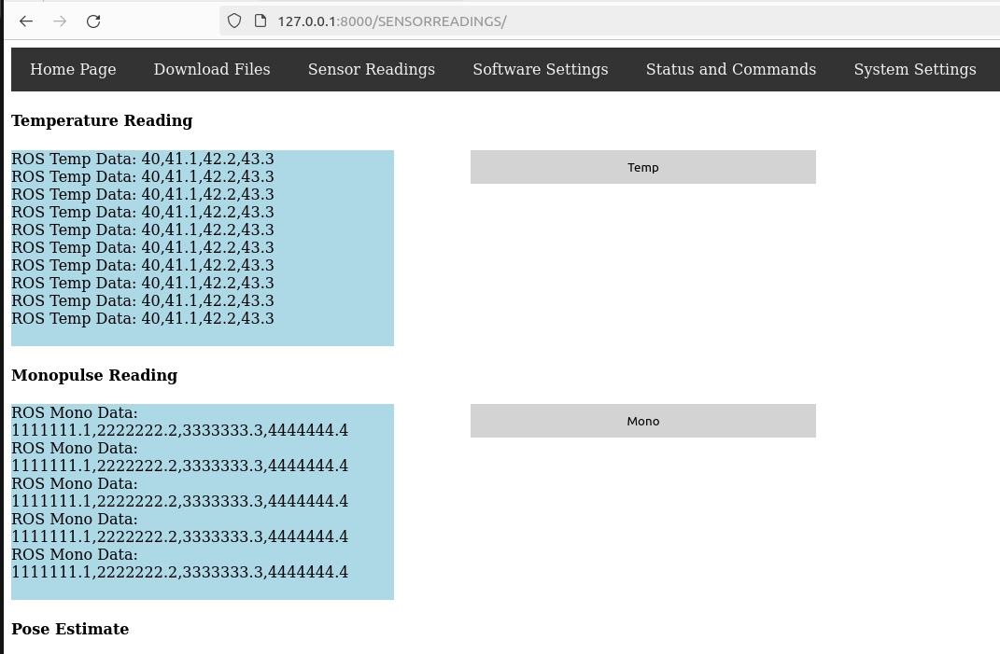 127.0.0.1:8000/SENSORREADINGS/
Home Page Download Files Sensor Readings Software Settings Status and Commands System Settings
Temperature Reading
ROS Temp Data: 40,41.1,42.2,43.3
Temp
ROS Temp Data: 40,41.1,42.2,43.3
ROS Temp Data: 40,41.1,42.2,43.3
ROS Temp Data: 40,41.1,42.2,43.3
ROS Temp Data: 40,41.1,42.2,43.3
ROS Temp Data: 40,41.1,42.2,43.3
ROS Temp Data: 40,41.1,42.2,43.3
ROS Temp Data: 40,41.1,42.2,43.3
ROS Temp Data: 40,41.1,42.2,43.3
ROS Temp Data: 40,41.1,42.2,43.3
Monopulse Reading
ROS Mono Data:
Mono
1111111.1,2222222.2,3333333.3,4444444.4
ROS Mono Data:
1111111.1,2222222.2,3333333.3,4444444.4
ROS Mono Data:
1111111.1,2222222.2,3333333.3,4444444.4
ROS Mono Data:
1111111.1,2222222.2,3333333.3,4444444.4
ROS Mono Data:
1111111.1,2222222.2,3333333.3,4444444.4
Pose Estimate